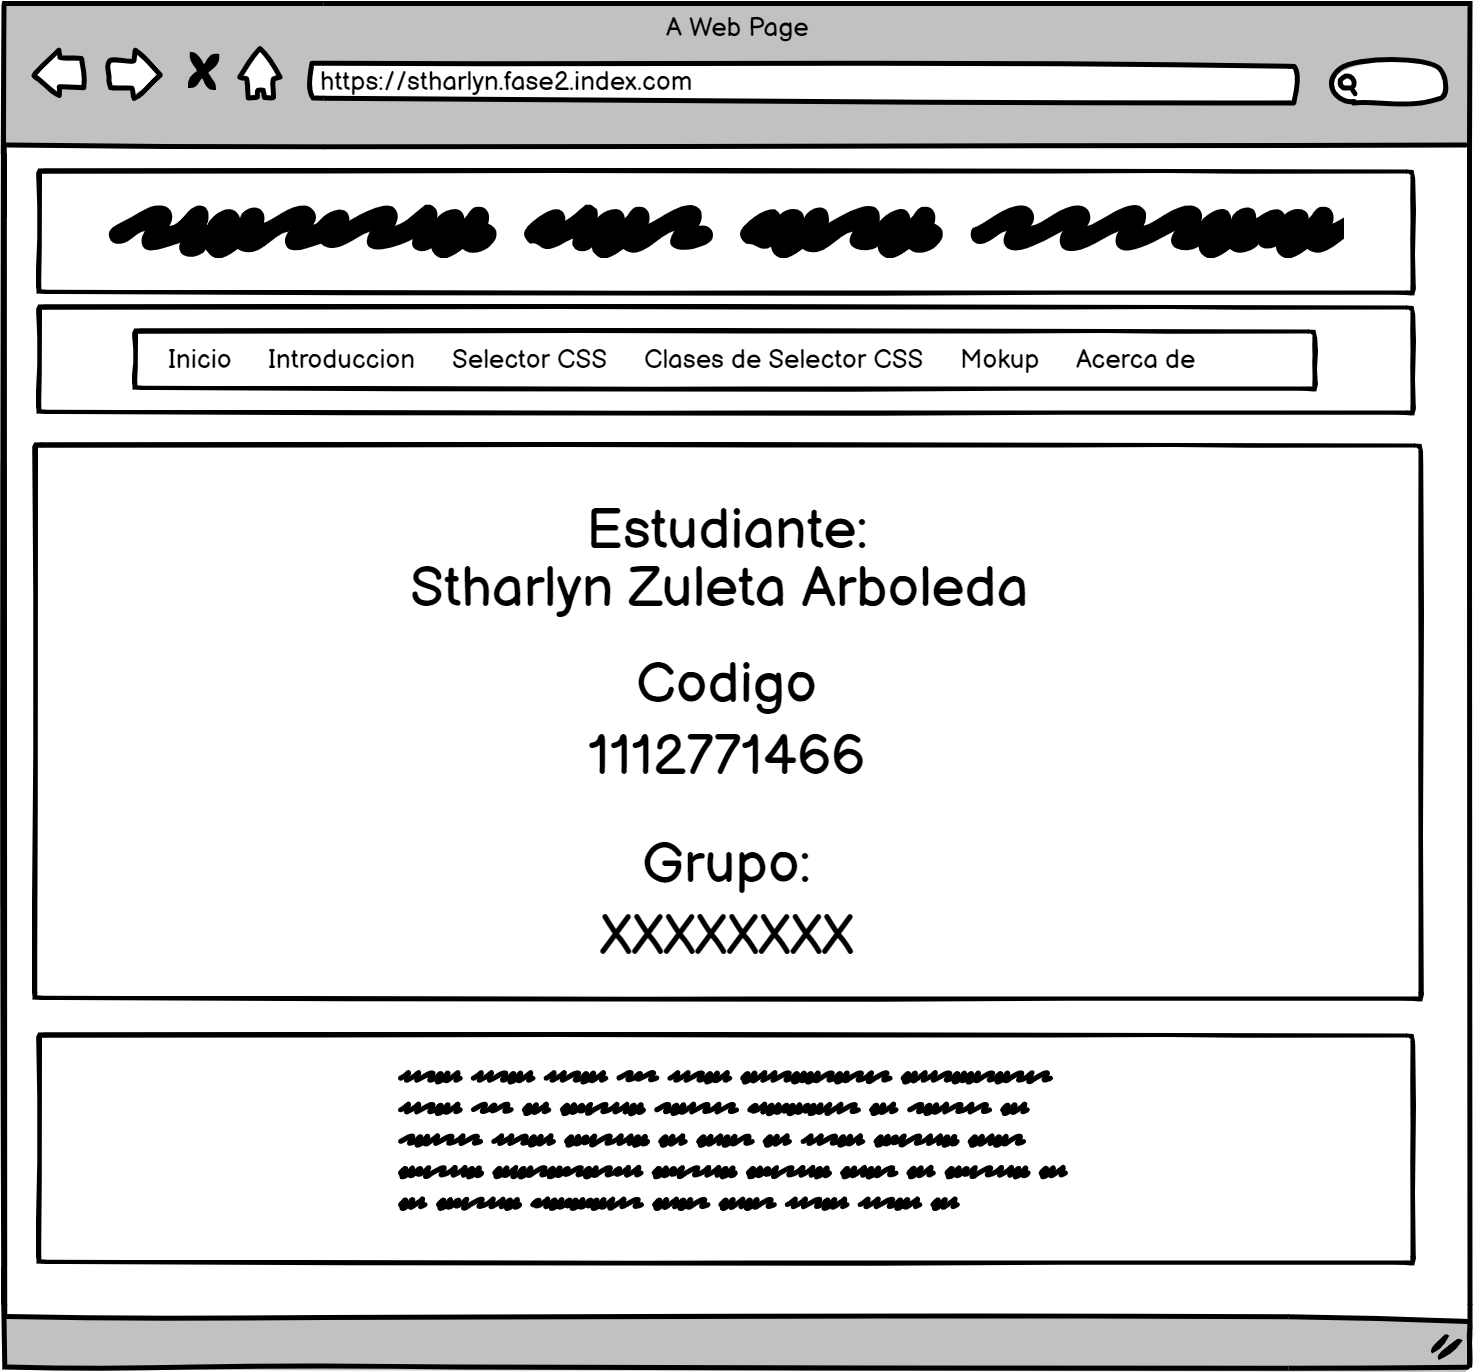 A Web Page
https://stharlyn.fase2.index.com
Inicio Introduccion Selector CSS Clases de Selector CSS Mokup Acerca de
Estudiante:
Stharlyn Zuleta Arboleda
Codigo
1112771466
Grupo:
XXXXXXXX